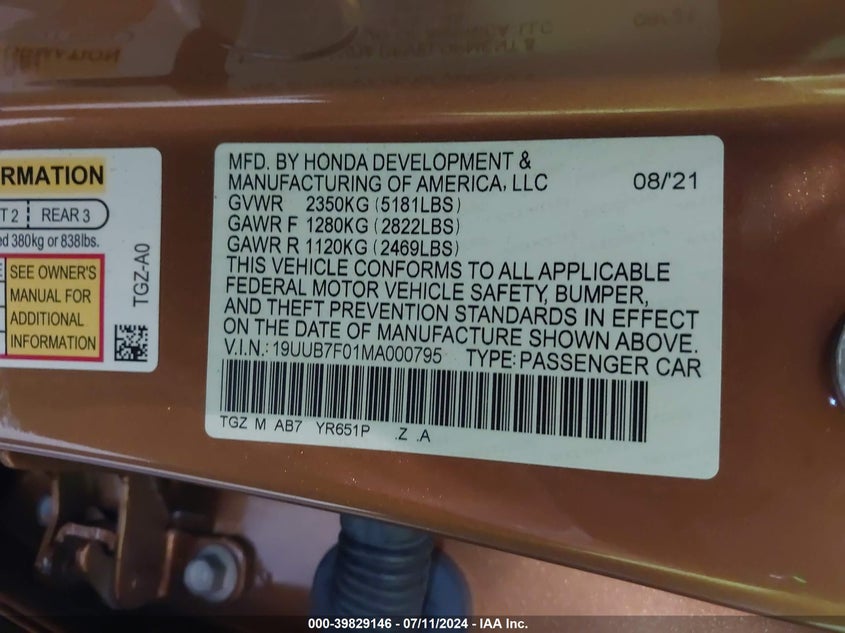 RMATION
T 2 REAR 3
ed 380kg or 838lbs.
SEE OWNER'S
MANUAL FOR
ADDITIONAL
INFORMATION
TGZ-A0
MFD. BY HONDA DEVELOPMENT &
MANUFACTURING OF AMERICA, LLC 08/'21
GVWR 2350KG (5181LBS)
GAWR F 1280KG (2822LBS)
GAWR R 1120KG (2469LBS)
THIS VEHICLE CONFORMS TO ALL APPLICABLE
FEDERAL MOTOR VEHICLE SAFETY, BUMPER,
AND THEFT PREVENTION STANDARDS IN EFFECT
ON THE DATE OF MANUFACTURE SHOWN ABOVE.
V.I.N.: 19UUB7F01MA000795 TYPE: PASSENGER CAR
TGZ M AB7 YR651P .Z .A
000-39829146 - 07/11/2024 - IAA Inc.